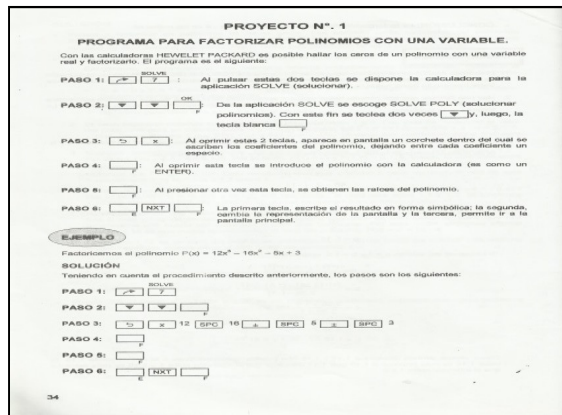 PROYECTO N°. 1
PROGRAMA PARA FACTORIZAR POLINOMIOS CON UNA VARIABLE.
Con las calculadoras HEWELET PACKARD es posible hallar los ceros de un polinomio con una variable
real y factorizarlo. El programa es el siguiente:
SOLVE
PASO 1: 7 : Al pulsar estas dos teclas se dispone la calculadora para la
aplicación SOLVE (solucionar).
OK
PASO 2: ▼ ▼ F: De la aplicación SOLVE se escoge SOLVE POLY (solucionar
polinomios). Con este fin se teclea dos veces ▼ y, luego, la
tecla blanca F
PASO 3: x : Al oprimir estas 2 teclas, aparece en pantalla un corchete dentro del cual se
escriben los coeficientes del polinomio, dejando entre cada coeficiente un
espacio.
PASO 4: F: Al oprimir esta tecla se introduce el polinomio con la calculadora (es como un
ENTER).
PASO 5: F: Al presionar otra vez esta tecla, se obtienen las raíces del polinomio.
PASO 6: E NXT F: La primera tecla, escribe el resultado en forma simbólica; la segunda,
cambia la representación de la pantalla y la tercera, permite ir a la
pantalla principal.
EJEMPLO
Factoricemos el polinomio P(x) = 12x - 16x - 5x + 3
SOLUCIÓN
Teniendo en cuenta el procedimiento descrito anteriormente, los pasos son los siguientes:
SOLVE
PASO 1: 7
PASO 2: ▼ ▼ F
PASO 3: x 12 SPC 16 ± SPC 5 ± SPC 3
PASO 4: F
PASO 5: F
PASO 6: E NXT F
34